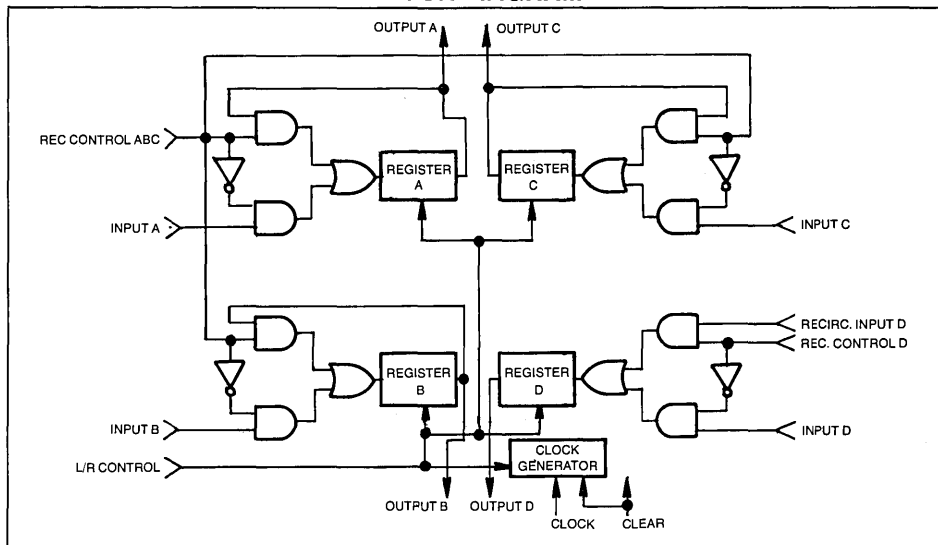 OUTPUT A
OUTPUT C
REC CONTROL ABC
REGISTER
A
REGISTER
C
INPUT A
INPUT C
RECIRC. INPUT D
REC. CONTROL D
REGISTER
B
REGISTER
D
INPUT B
INPUT D
L/R CONTROL
CLOCK
GENERATOR
OUTPUT B
OUTPUT D
CLOCK
CLEAR